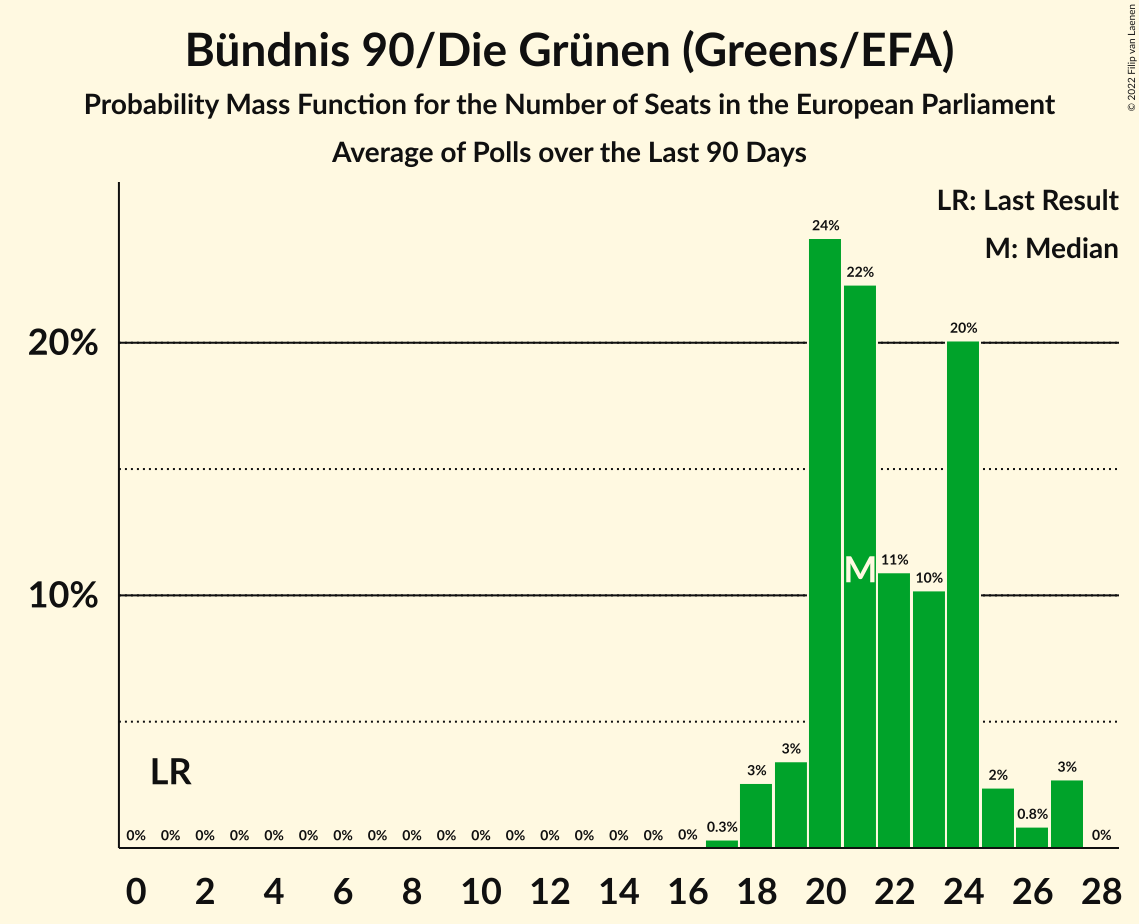 Bündnis 90/Die Grünen (Greens/EFA)
Probability Mass Function for the Number of Seats in the European Parliament
Average of Polls over the Last 90 Days
© 2022 Filip van Laenen
LR: Last Result
M: Median
20%
10%
24%
22%
20%
11%
10%
M
LR
0% 0% 0% 0% 0% 0% 0% 0% 0% 0% 0% 0% 0% 0% 0% 0% 0% 0.3% 3% 3% 2% 0.8% 3% 0%
0 2 4 6 8 10 12 14 16 18 20 22 24 26 28